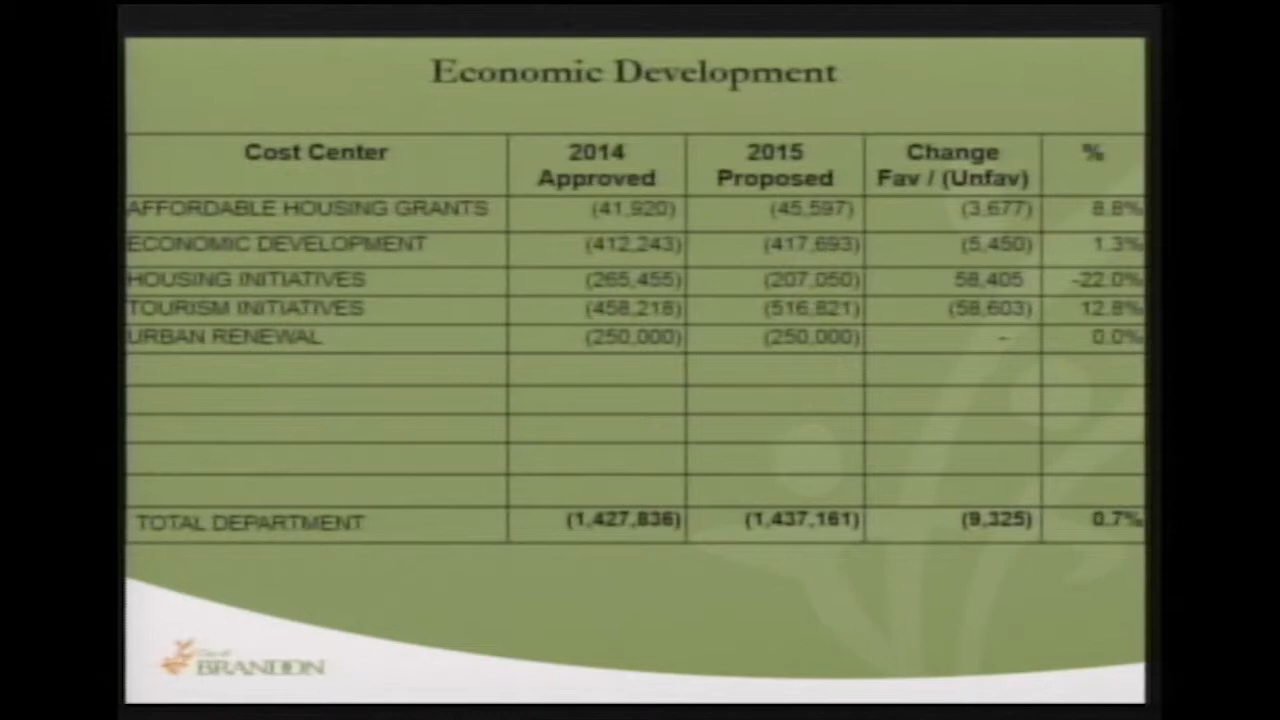 Economic Development
Cost Center 2014 Approved 2015 Proposed Change Fav / (Unfav) %
AFFORDABLE HOUSING GRANTS (41,920) (45,597) (3,677) 8.8%
ECONOMIC DEVELOPMENT (412,243) (417,693) (5,450) 1.3%
HOUSING INITIATIVES (265,455) (207,050) 58,405 -22.0%
TOURISM INITIATIVES (458,218) (516,821) (58,603) 12.8%
URBAN RENEWAL (250,000) (250,000) - 0.0%
TOTAL DEPARTMENT (1,427,836) (1,437,161) (9,325) 0.7%
BRANDON